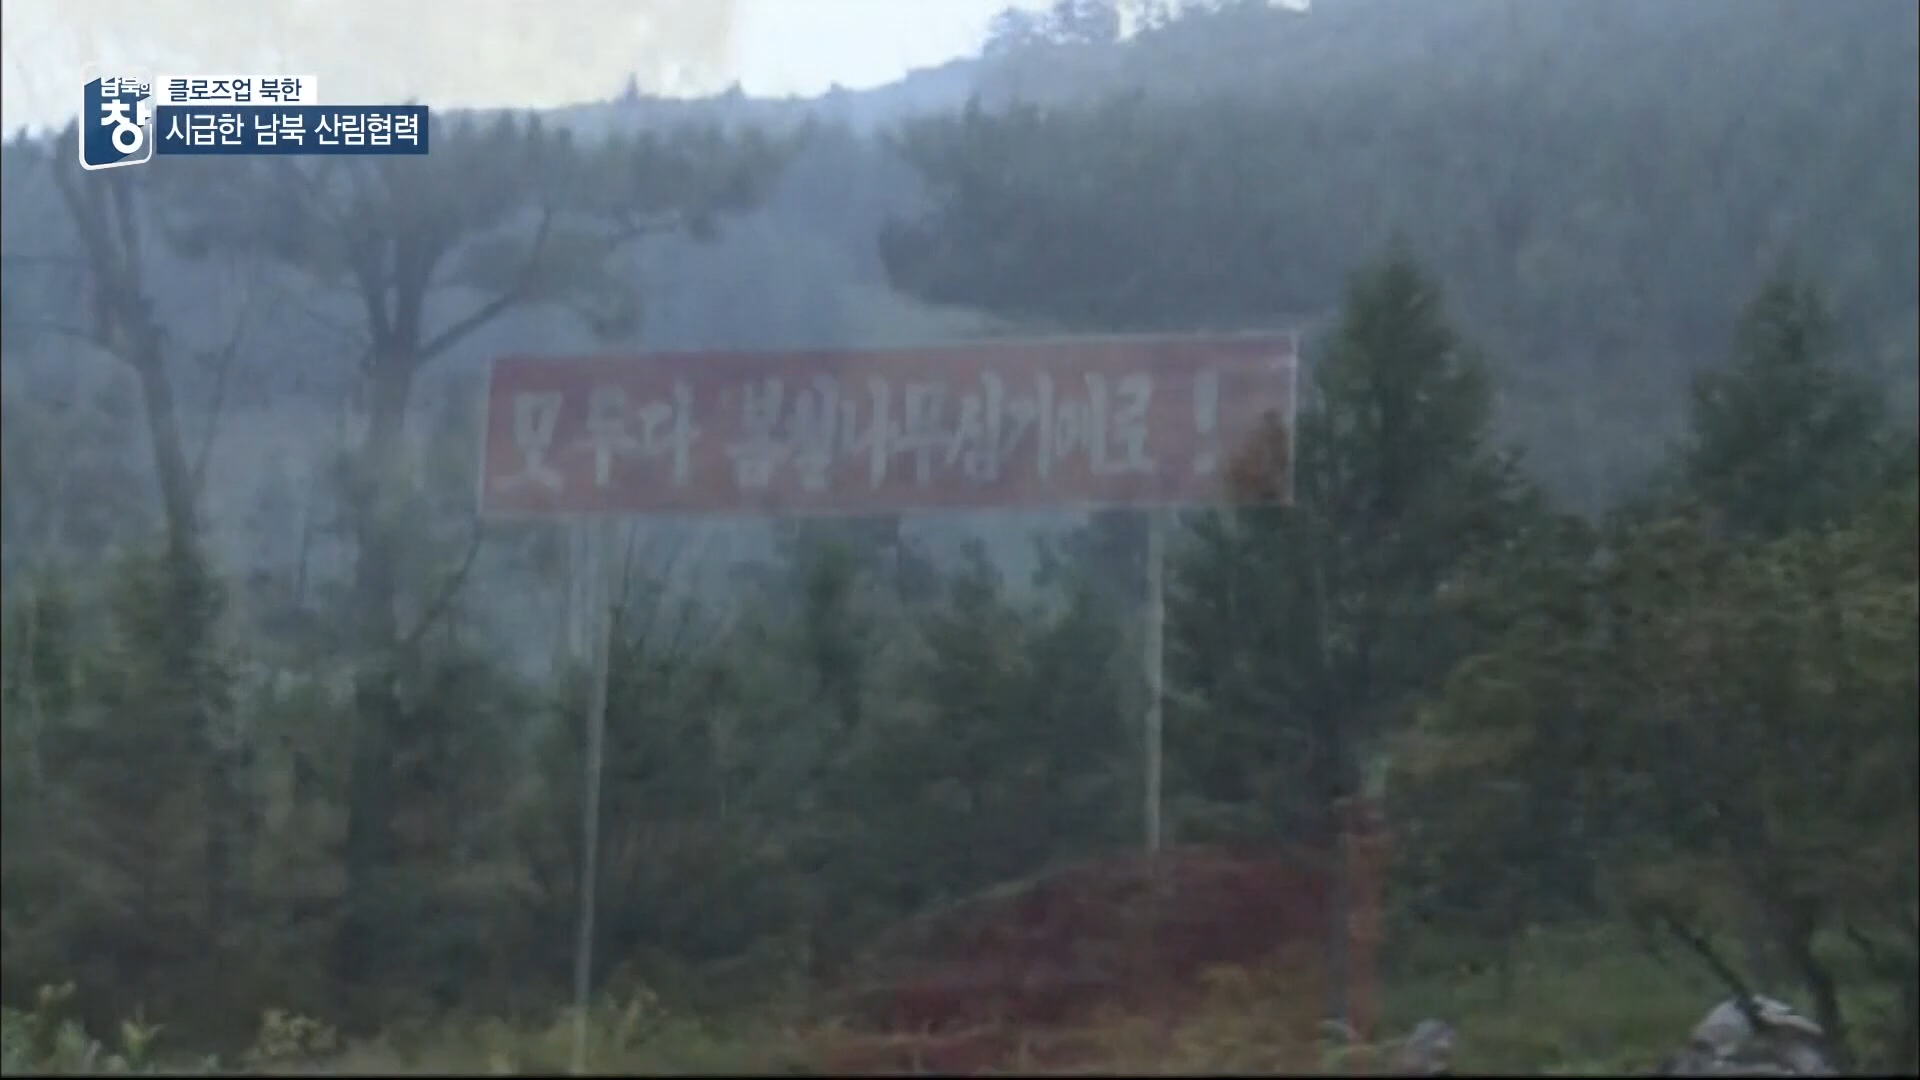 남북의
창
클로즈업 북한
시급한 남북 산림협력
모두다 봄철나무심기에로 !